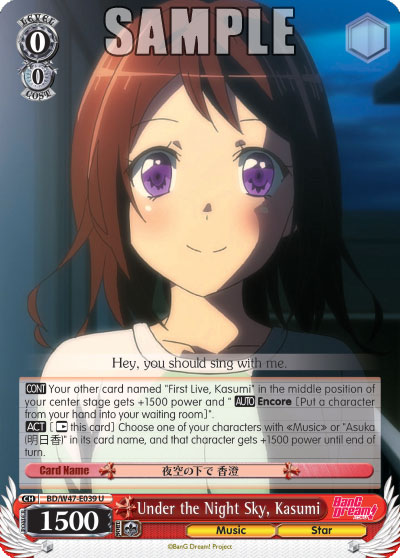 SAMPLE
LEVEL
0
0
COST
Hey, you should sing with me.
CONT Your other card named "First Live, Kasumi" in the middle position of
your center stage gets +1500 power and " AUTO Encore [Put a character
from your hand into your waiting room]".
ACT [ this card] Choose one of your characters with «Music» or "Asuka
(明日香)" in its card name, and that character gets +1500 power until end of
turn.
Card Name 夜空の下で 香澄
CH BD/W47-E039 U
1500
Under the Night Sky, Kasumi
BanG Dream!
Music
Star
©BanG Dream! Project